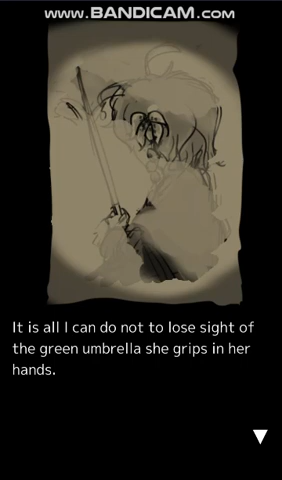 www.BANDICAM.com
It is all I can do not to lose sight of
the green umbrella she grips in her
hands.